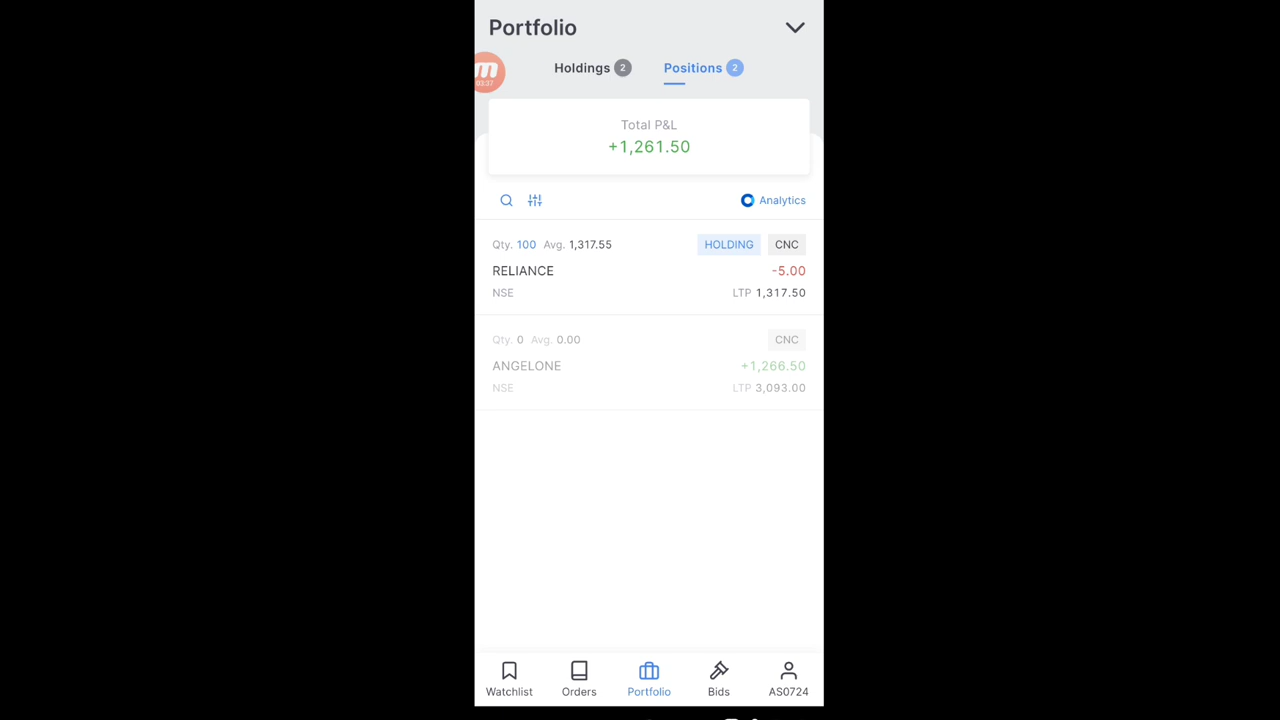 Portfolio
m
03:37
Holdings 2 Positions 2
Total P&L
+1,261.50
Analytics
Qty. 100 Avg. 1,317.55 HOLDING CNC
RELIANCE -5.00
NSE LTP 1,317.50
Qty. 0 Avg. 0.00 CNC
ANGELONE +1,266.50
NSE LTP 3,093.00
Watchlist Orders Portfolio Bids AS0724